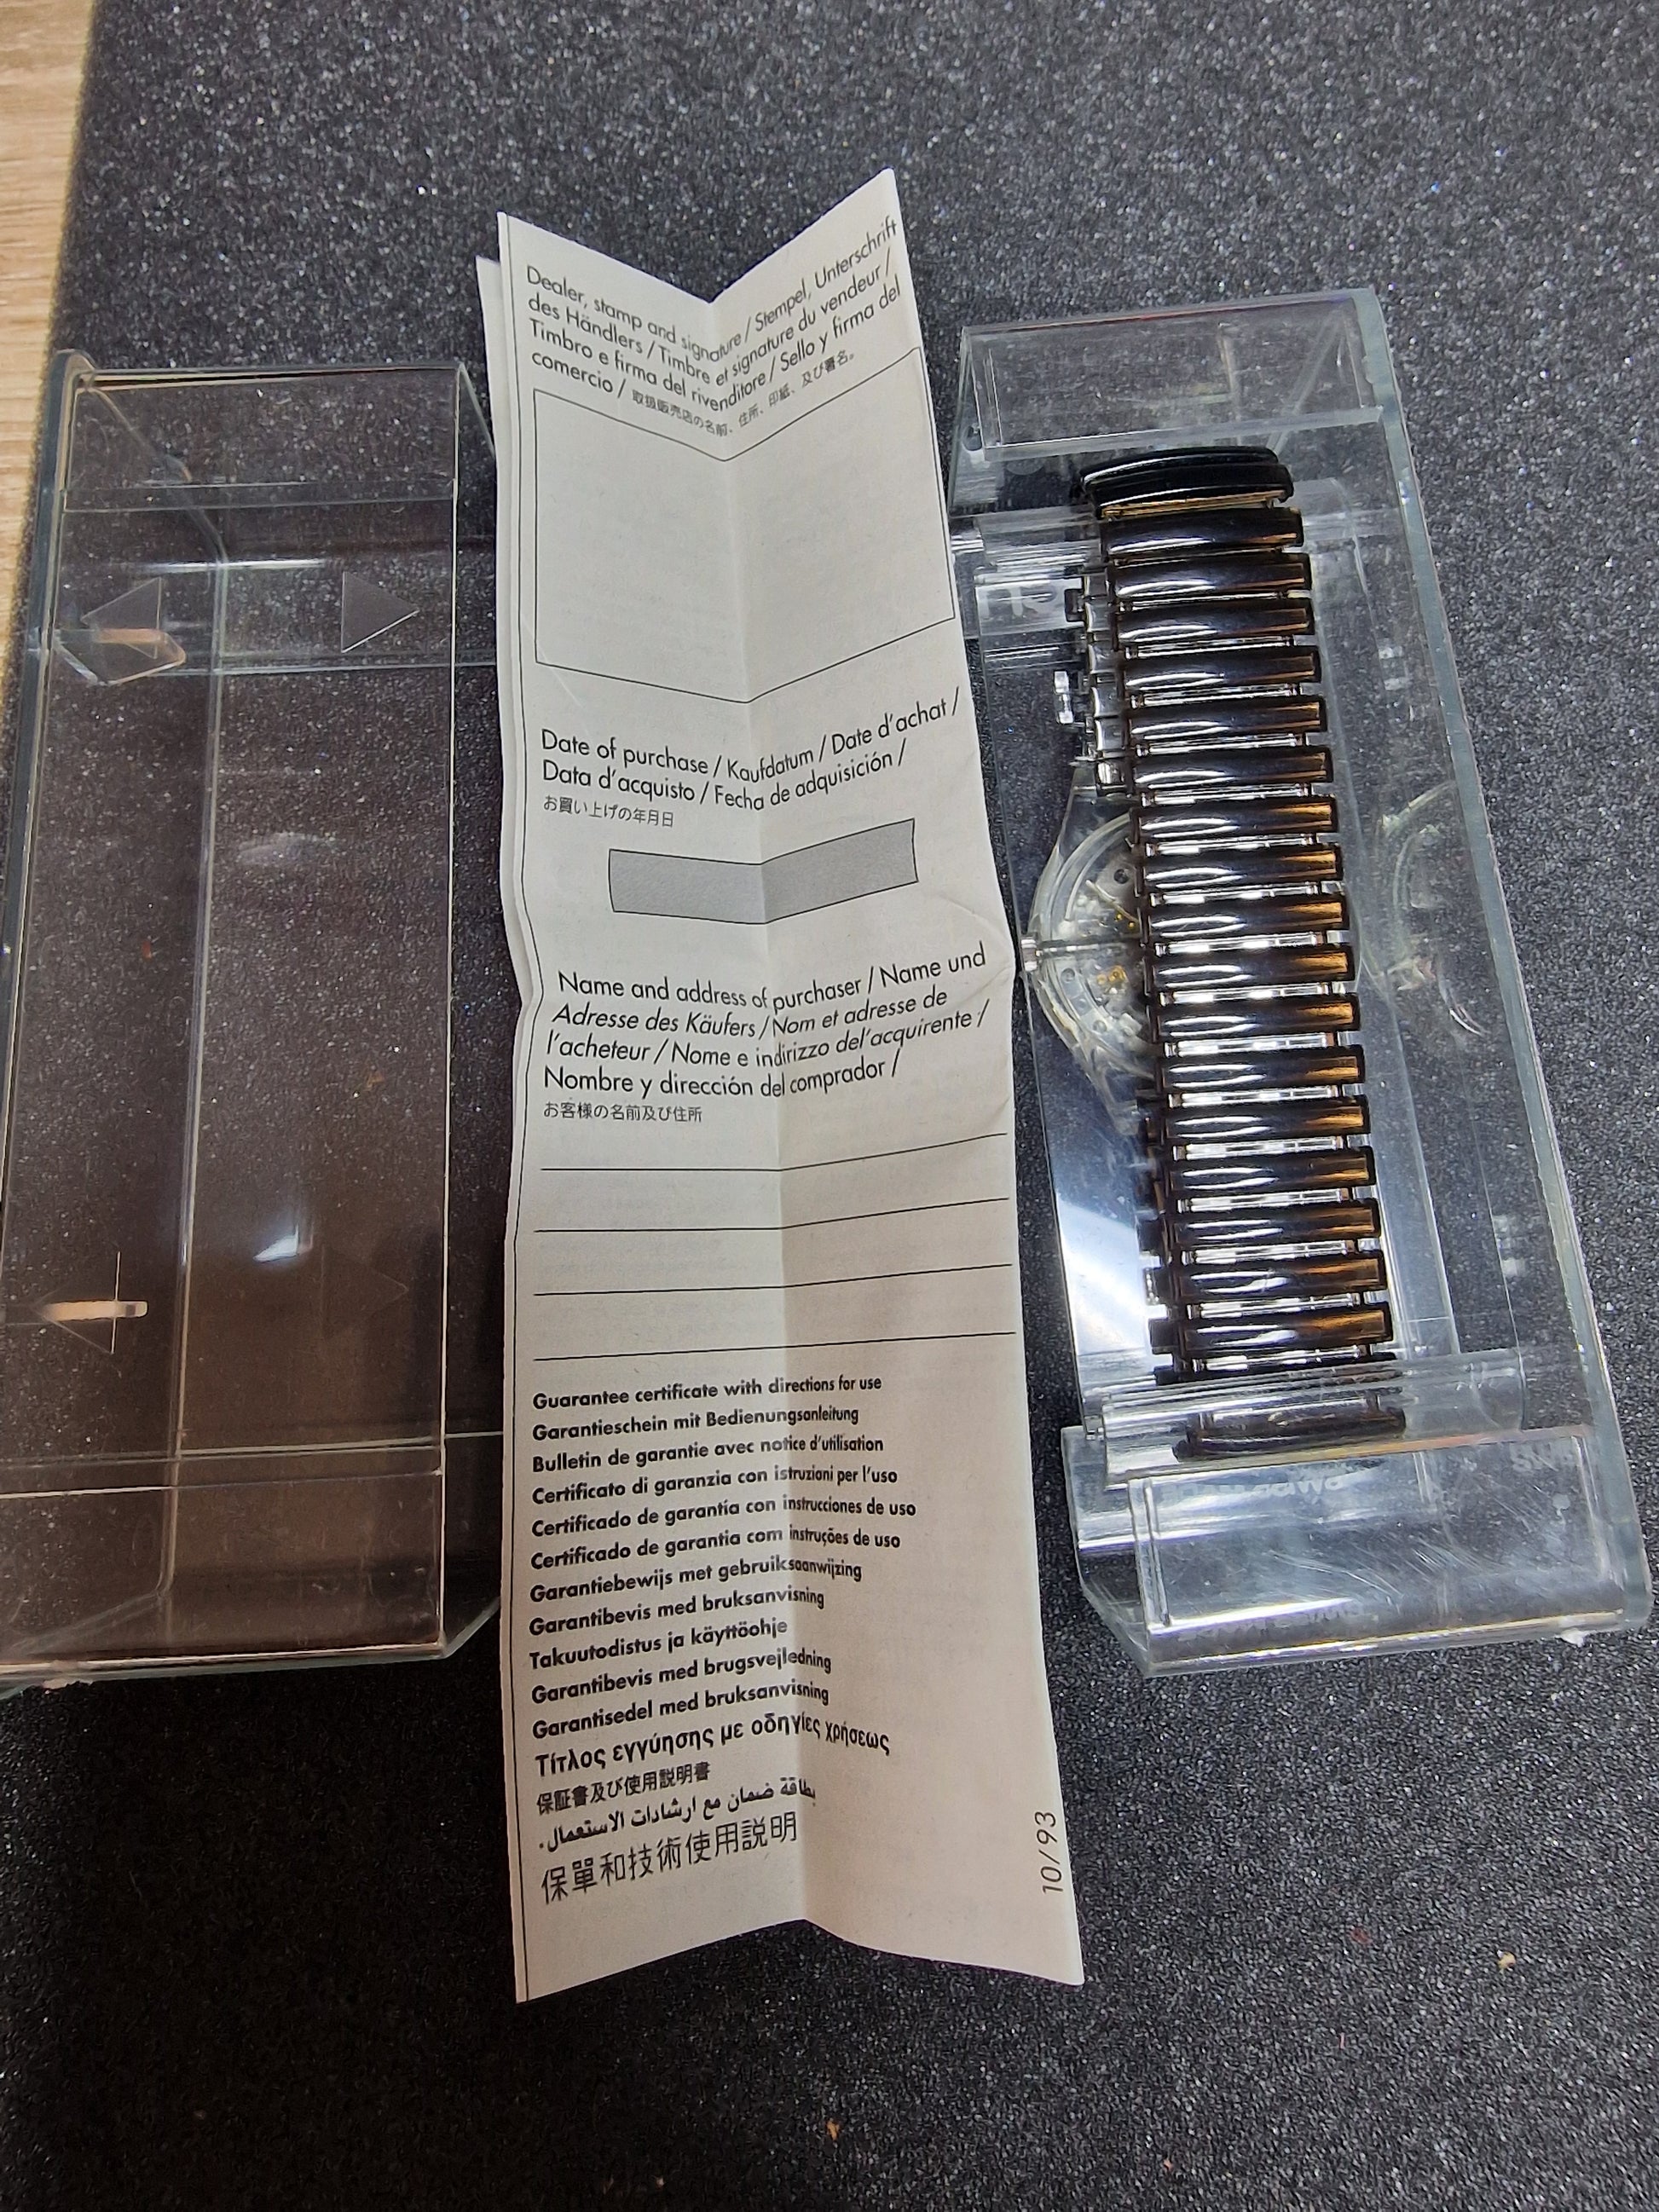 Dealer, stamp and signature / Stempel, Unterschrift
des Händlers / Timbre et signature du vendeur /
Timbro e firma del rivenditore / Sello y firma del
comercio / 取扱販売店の名前、住所、印紙、及び署名。
Date of purchase / Kaufdatum / Date d'achat /
Data d'acquisto / Fecha de adquisición /
お買い上げの年月日
Name and address of purchaser / Name und
Adresse des Käufers / Nom et adresse de
l'acheteur / Nome e indirizzo del'acquirente /
Nombre y dirección del comprador /
お客様の名前及び住所
Guarantee certificate with directions for use
Garantieschein mit Bedienungsanleitung
Bulletin de garantie avec notice d'utilisation
Certificato di garanzia con istruzioni per l'uso
Certificado de garantía con instrucciones de uso
Certificado de garantia com instruções de uso
Garantiebewijs met gebruiksaanwijzing
Garantibevis med bruksanvisning
Takuutodistus ja käyttöohje
Garantibevis med brugsvejledning
Garantisedel med bruksanvisning
Τίτλος εγγύησης με οδηγίες χρήσεως
保証書及び使用説明書
بطاقة ضمان مع ارشادات الاستعمال.
保單和技術使用説明
10/93